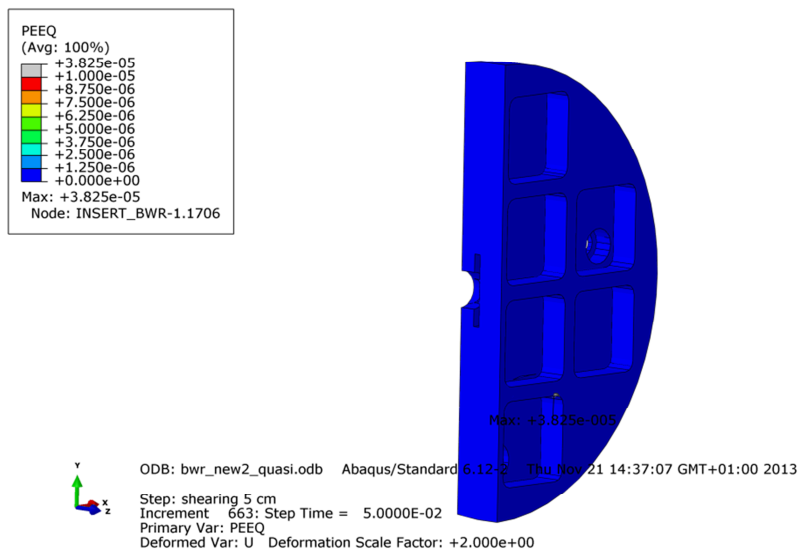 PEEQ
(Avg: 100%)
+3.825e-05
+1.000e-05
+8.750e-06
+7.500e-06
+6.250e-06
+5.000e-06
+3.750e-06
+2.500e-06
+1.250e-06
+0.000e+00
Max: +3.825e-05
Node: INSERT_BWR-1.1706
Max: +3.825e-005
Y
X
Z
ODB: bwr_new2_quasi.odb Abaqus/Standard 6.12-2 Thu Nov 21 14:37:07 GMT+01:00 2013
Step: shearing 5 cm
Increment 663: Step Time = 5.0000E-02
Primary Var: PEEQ
Deformed Var: U Deformation Scale Factor: +2.000e+00